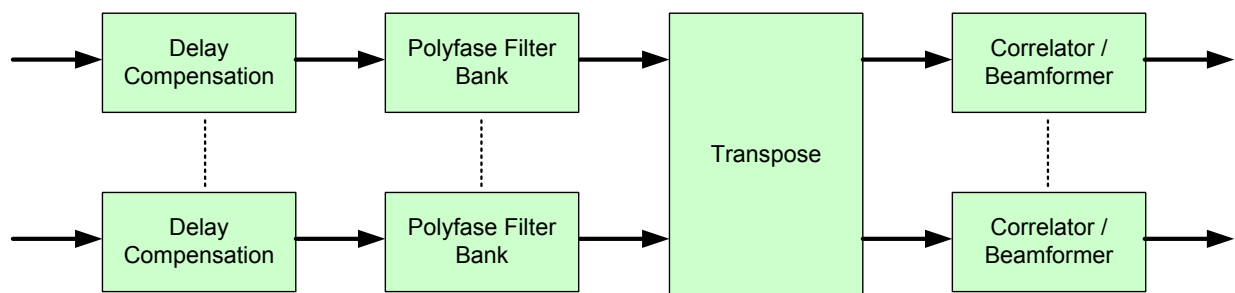 Delay
Compensation
Polyfase Filter
Bank
Transpose
Correlator /
Beamformer
Delay
Compensation
Polyfase Filter
Bank
Correlator /
Beamformer